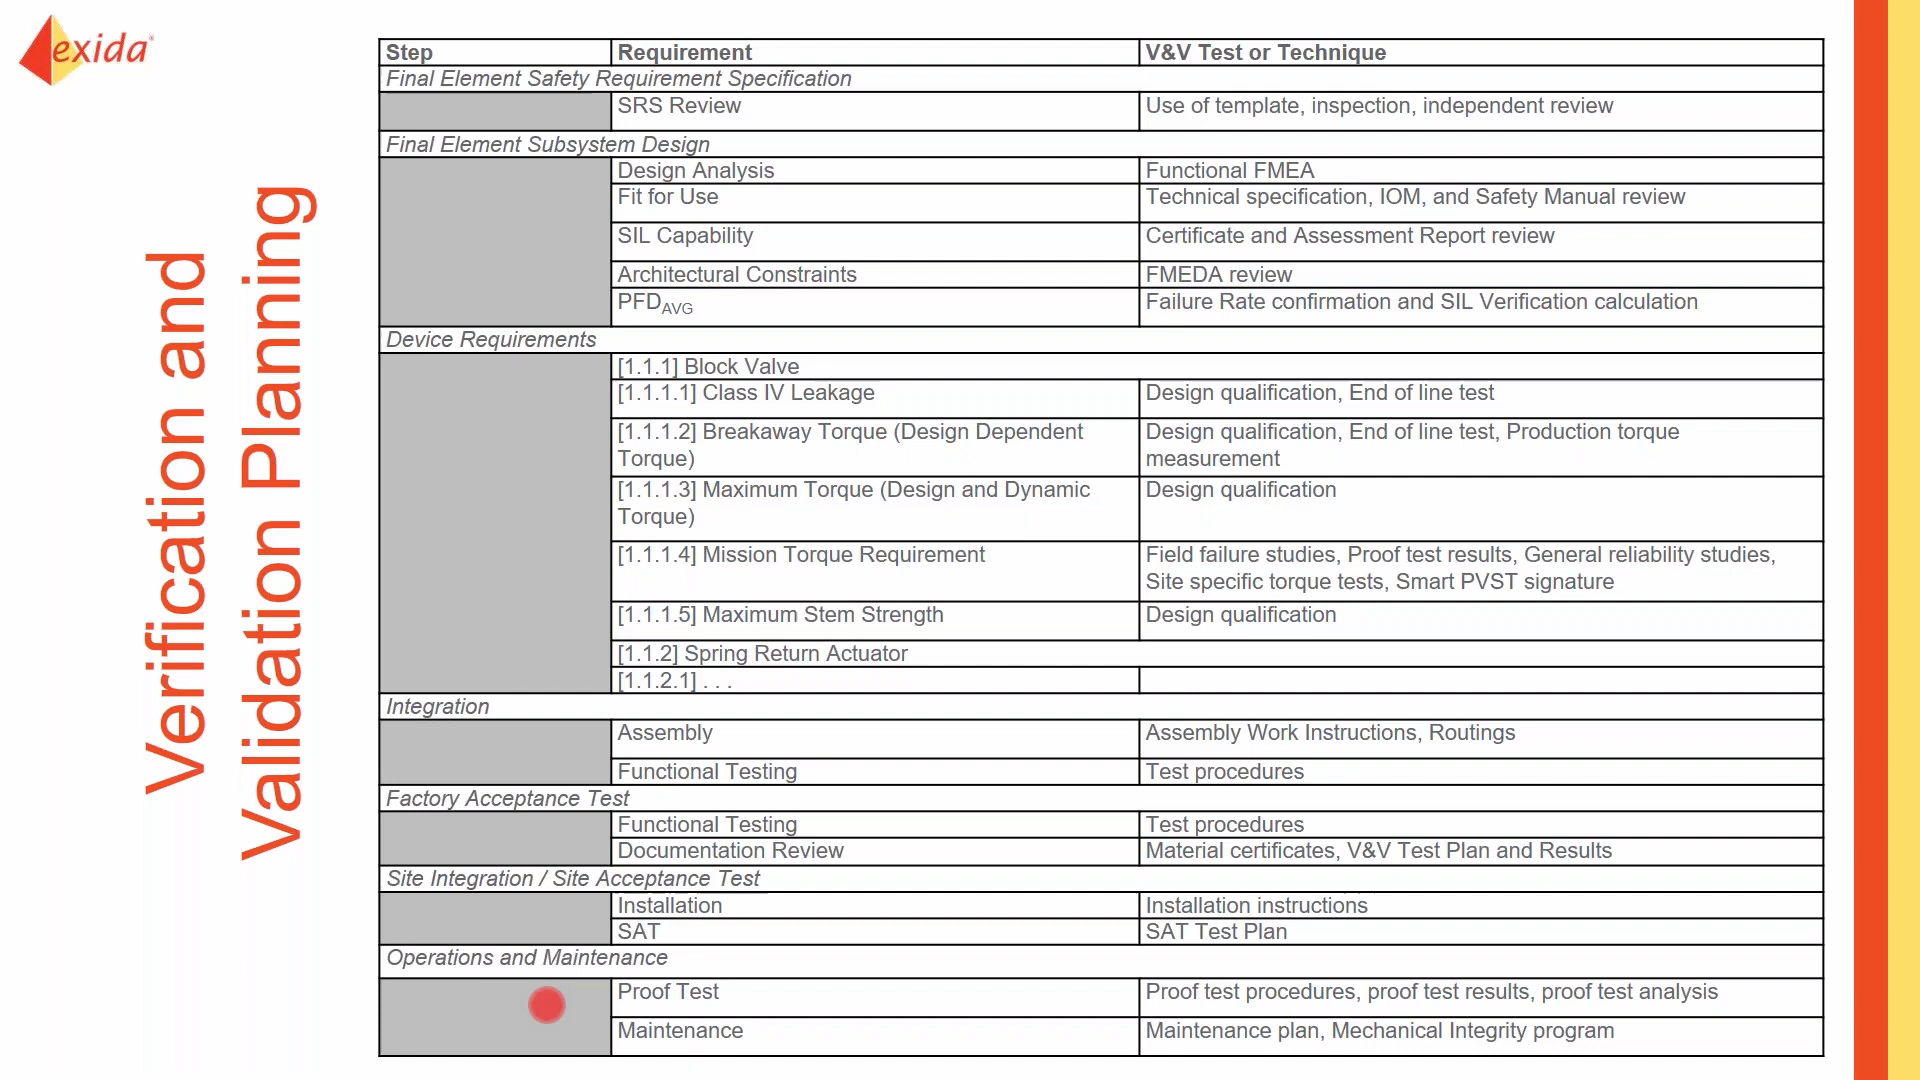 exida
Verification and
Validation Planning
Step Requirement V&V Test or Technique
Final Element Safety Requirement Specification
SRS Review Use of template, inspection, independent review
Final Element Subsystem Design
Design Analysis Functional FMEA
Fit for Use Technical specification, IOM, and Safety Manual review
SIL Capability Certificate and Assessment Report review
Architectural Constraints FMEDA review
PFDAVG Failure Rate confirmation and SIL Verification calculation
Device Requirements
[1.1.1] Block Valve
[1.1.1.1] Class IV Leakage Design qualification, End of line test
[1.1.1.2] Breakaway Torque (Design Dependent
Torque)
Design qualification, End of line test, Production torque
measurement
[1.1.1.3] Maximum Torque (Design and Dynamic
Torque)
Design qualification
[1.1.1.4] Mission Torque Requirement
Field failure studies, Proof test results, General reliability studies,
Site specific torque tests, Smart PVST signature
[1.1.1.5] Maximum Stem Strength Design qualification
[1.1.2] Spring Return Actuator
[1.1.2.1] . . .
Integration
Assembly Assembly Work Instructions, Routings
Functional Testing Test procedures
Factory Acceptance Test
Functional Testing Test procedures
Documentation Review Material certificates, V&V Test Plan and Results
Site Integration / Site Acceptance Test
Installation Installation instructions
SAT SAT Test Plan
Operations and Maintenance
Proof Test Proof test procedures, proof test results, proof test analysis
Maintenance Maintenance plan, Mechanical Integrity program